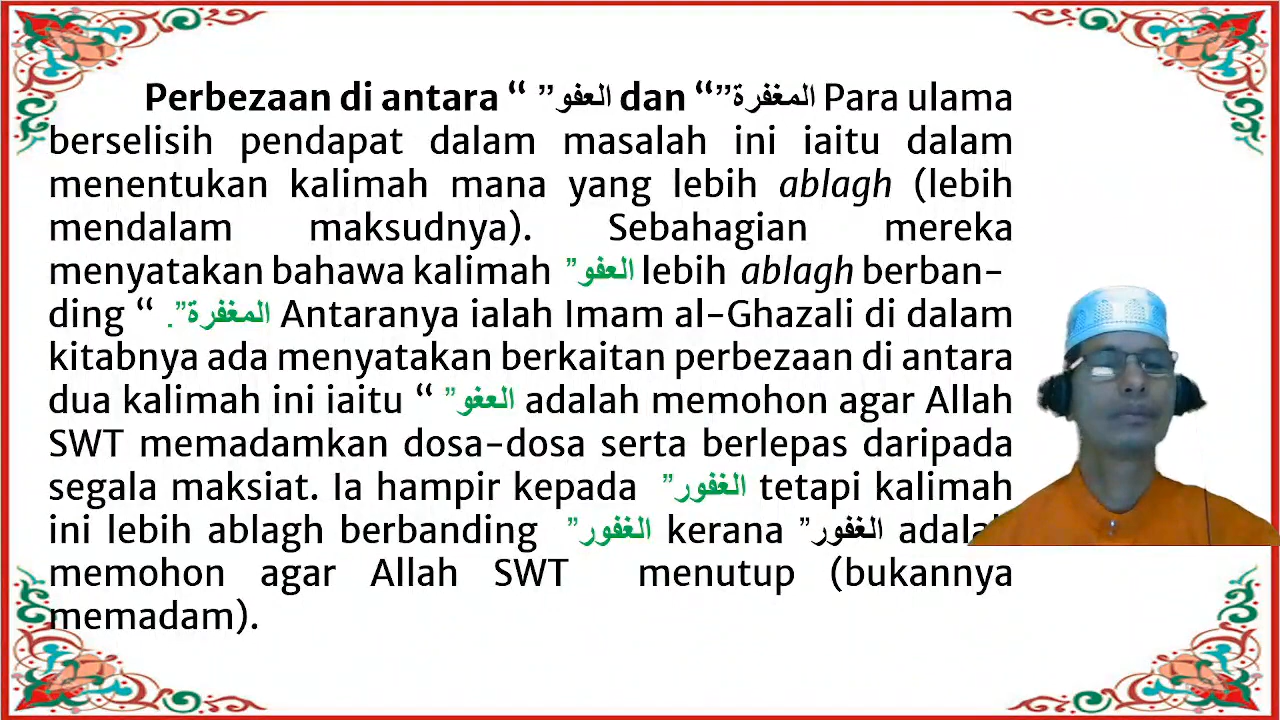 Perbezaan di antara “ العفو” dan “المغفرة” Para ulama
berselisih pendapat dalam masalah ini iaitu dalam
menentukan kalimah mana yang lebih ablagh (lebih
mendalam maksudnya). Sebahagian mereka
menyatakan bahawa kalimah العفو” lebih ablagh berban-
ding “ المغفرة”. Antaranya ialah Imam al-Ghazali di dalam
kitabnya ada menyatakan berkaitan perbezaan di antara
dua kalimah ini iaitu “ العغو” adalah memohon agar Allah
SWT memadamkan dosa-dosa serta berlepas daripada
segala maksiat. Ia hampir kepada الغفور” tetapi kalimah
ini lebih ablagh berbanding الغفور” kerana الغفور” adalah
memohon agar Allah SWT menutup (bukannya
memadam).